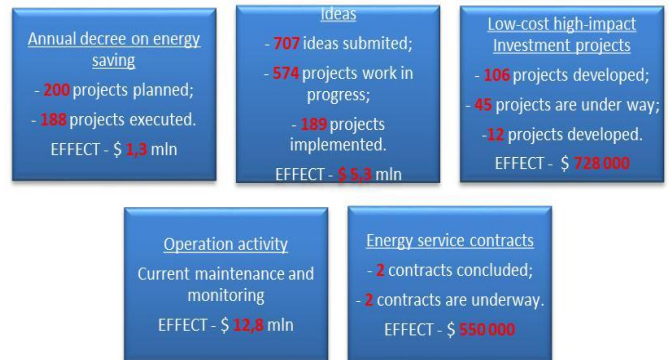 Annual decree on energy
saving
- 200 projects planned;
- 188 projects executed.
EFFECT - $ 1,3 mln
Ideas
- 707 ideas submited;
- 574 projects work in
progress;
- 189 projects
implemented.
EFFECT - $ 5,3 mln
Low-cost high-impact
Investment projects
- 106 projects developed;
- 45 projects are under way;
-12 projects developed.
EFFECT - $ 728 000
Operation activity
Current maintenance and
monitoring
EFFECT - $ 12,8 mln
Energy service contracts
- 2 contracts concluded;
- 2 contracts are underway.
EFFECT - $ 550 000